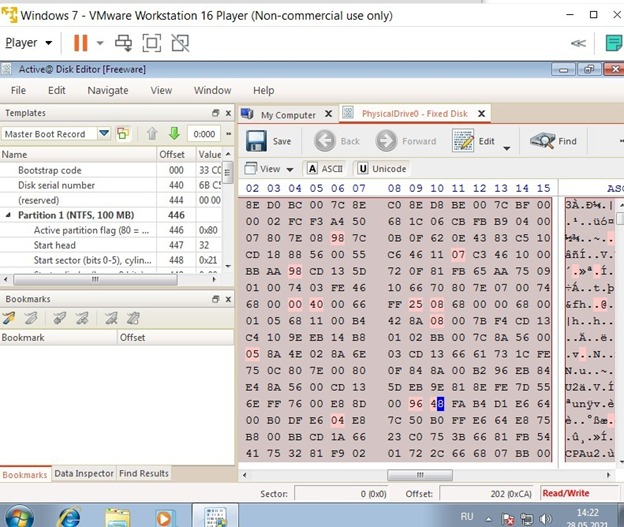 Windows 7 - VMware Workstation 16 Player (Non-commercial use only)
Player
Active@ Disk Editor [Freeware]
File Edit Navigate View Window Help
Templates
Master Boot Record 0:000
Name Offset Value
Bootstrap code 000 33 C0
Disk serial number 440 6B C5
(reserved) 444 00 00
Partition 1 (NTFS, 100 MB) 446
Active partition flag (80 = ... 446 0x80
Start head 447 32
Start sector (bits 0-5), cylin... 448 0x21
Bookmarks
Bookmark Offset
Bookmarks Data Inspector Find Results
My Computer PhysicalDrive0 - Fixed Disk
Save Back Forward Edit Find
View ASCII Unicode
02 03 04 05 06 07 08 09 10 11 12 13 14 15 ASC
8E D0 BC 00 7C 8E C0 8E D8 BE 00 7C BF 00
00 02 FC F3 A4 50 68 1C 06 CB FB B9 04 00
07 80 7E 08 98 7C 0B 0F 62 0E 43 83 C5 10
CD 18 88 56 00 55 C6 46 11 07 C3 46 10 00
BB AA 98 CD 13 5D 72 0F 81 FB 65 AA 75 09
01 00 74 03 FE 46 10 66 70 80 7E 07 00 74
68 00 00 40 00 66 FF 25 08 68 00 00 68 00
01 05 68 11 00 B4 42 8A 08 00 7B F4 CD 13
C4 10 9E EB 14 B8 01 02 BB 00 7C 8A 56 00
05 8A 4E 02 8A 6E 03 CD 13 66 61 73 1C FE
75 0C 80 7E 00 80 0F 84 8A 00 B2 96 EB 84
E4 8A 56 00 CD 13 5D EB 9E 81 8E FE 7D 55
6E FF 76 00 E8 8D 00 96 48 FA B4 D1 E6 64
00 B0 DF E6 04 E8 7C 50 B0 FF E6 64 E8 75
B8 00 BB CD 1A 66 23 C0 75 3B 66 81 FB 54
41 75 32 81 F9 02 01 72 2C 66 68 07 BB 00
Sector: 0 (0x0) Offset: 202 (0xCA) Read/Write
RU 14:22
28.05.2021